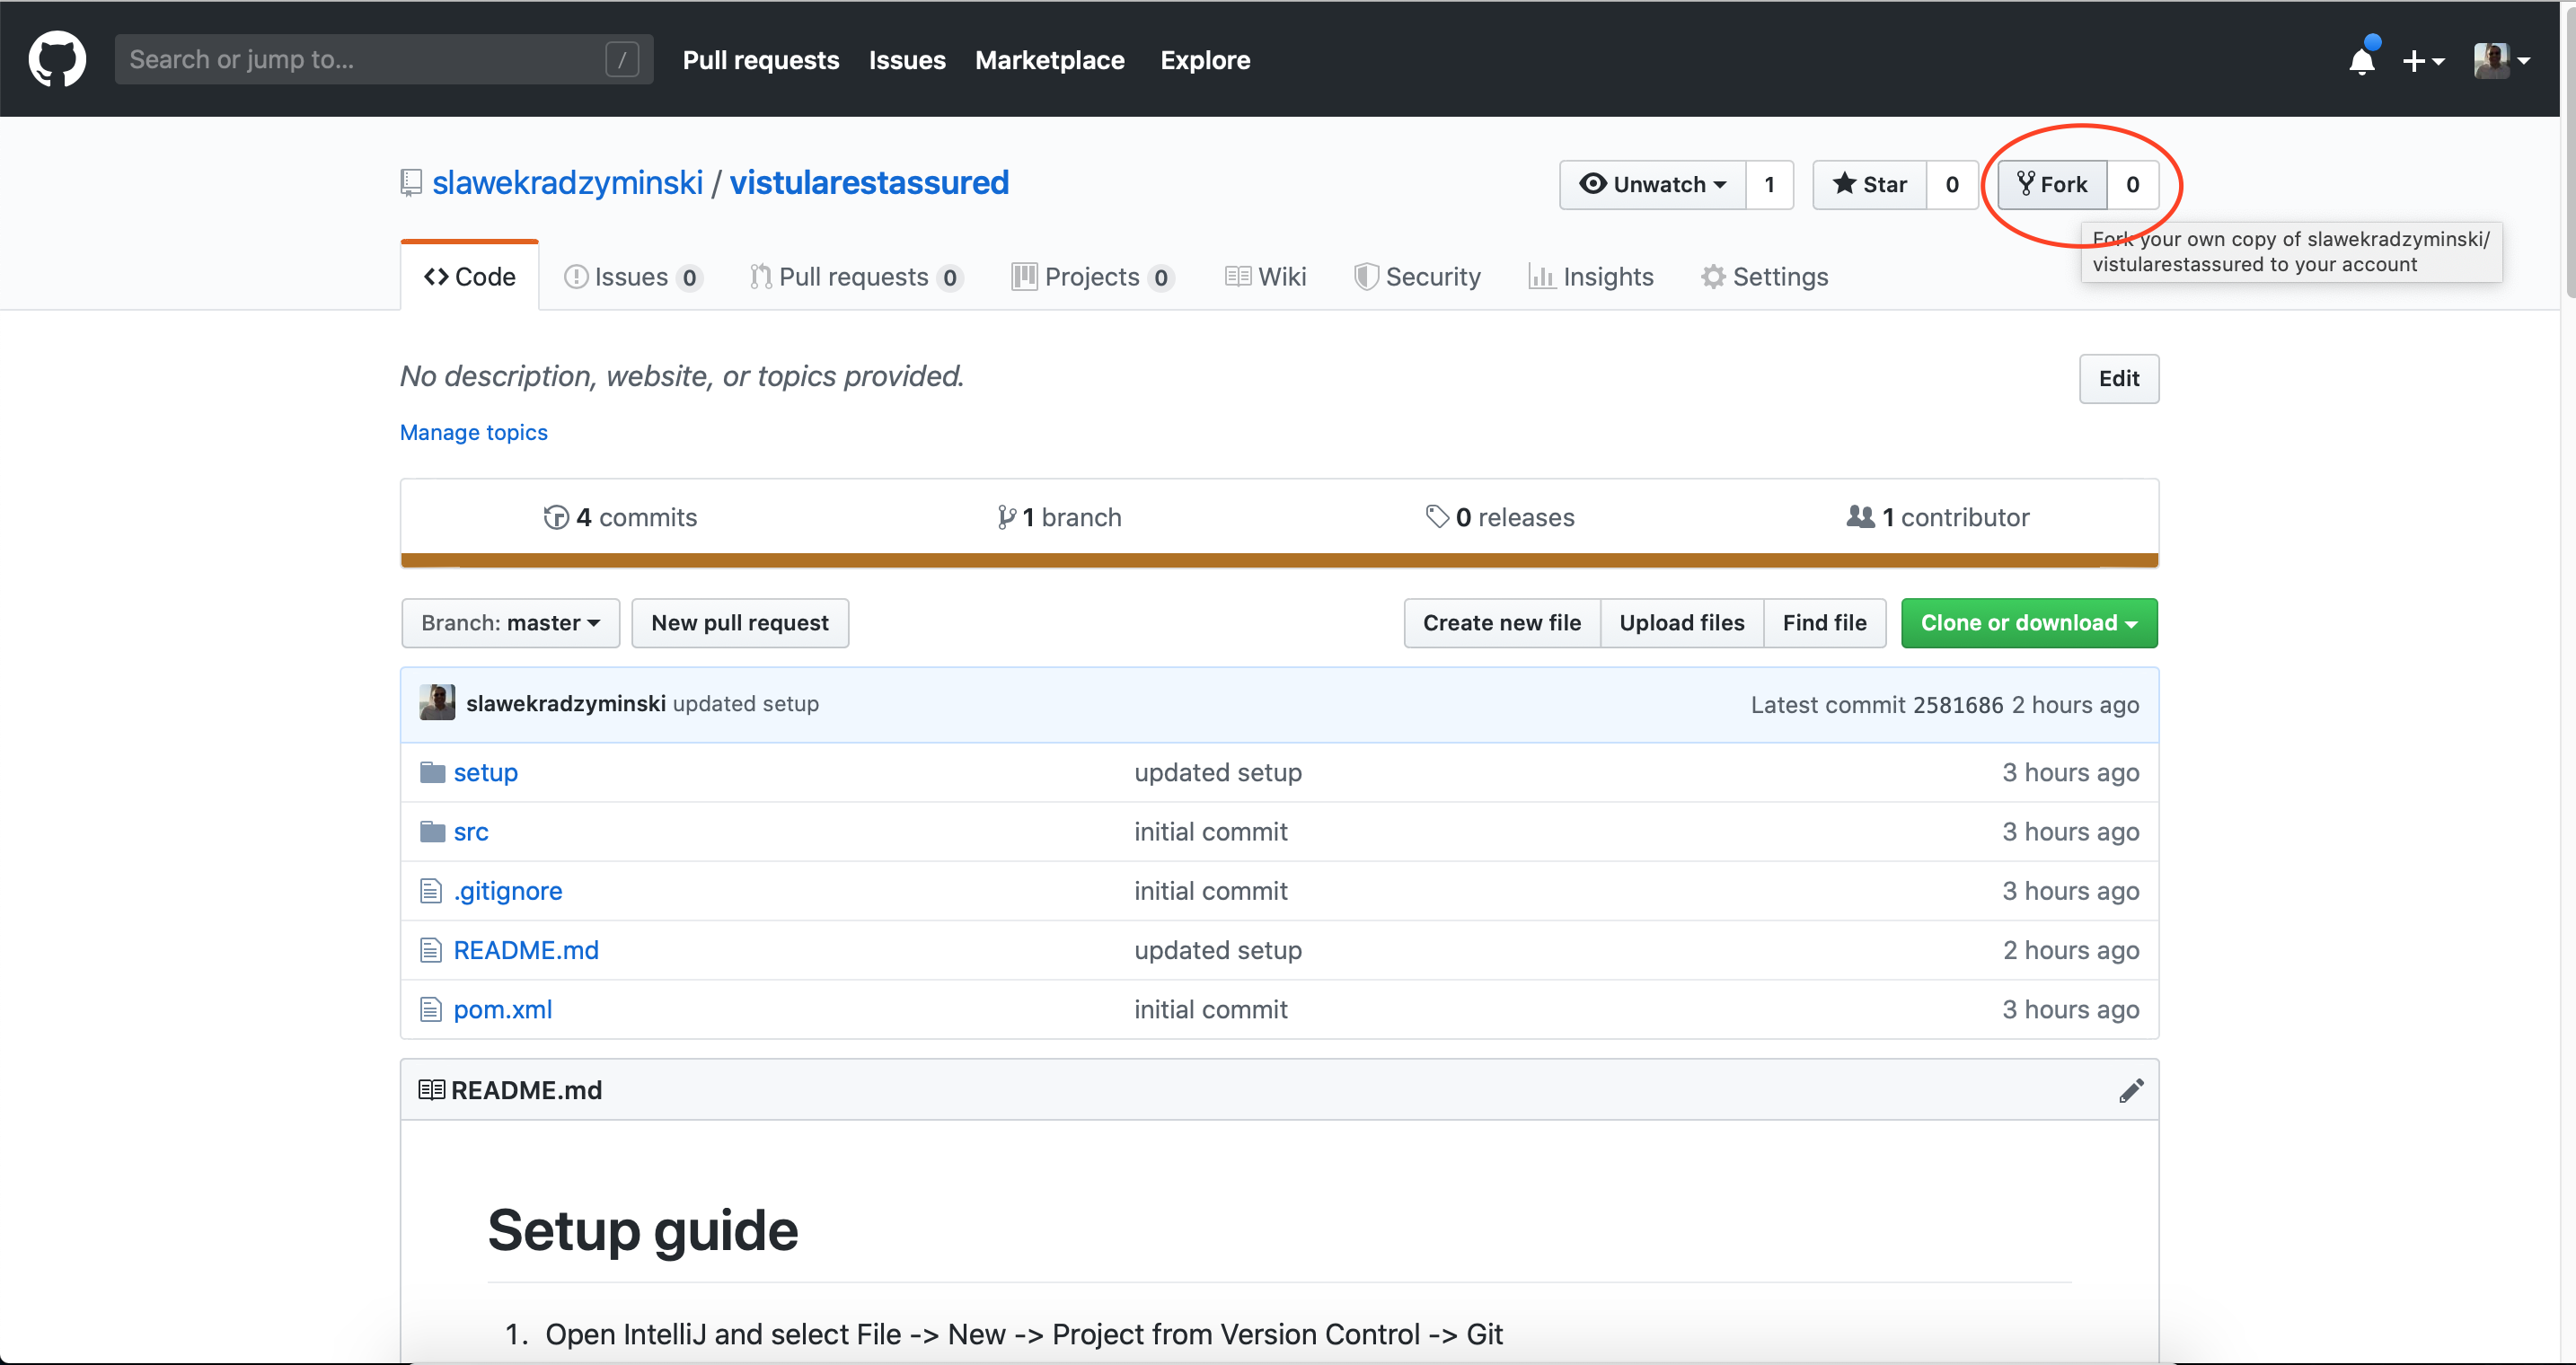 Search or jump to... /
Pull requests Issues Marketplace Explore
slawekradzyminski / vistularestassured
Unwatch 1 Star 0 Fork 0
Fork your own copy of slawekradzyminski/
vistularestassured to your account
Code Issues 0 Pull requests 0 Projects 0 Wiki Security Insights Settings
No description, website, or topics provided.
Edit
Manage topics
4 commits 1 branch 0 releases 1 contributor
Branch: master New pull request Create new file Upload files Find file Clone or download
slawekradzyminski updated setup Latest commit 2581686 2 hours ago
setup updated setup 3 hours ago
src initial commit 3 hours ago
.gitignore initial commit 3 hours ago
README.md updated setup 2 hours ago
pom.xml initial commit 3 hours ago
README.md
Setup guide
1. Open IntelliJ and select File -> New -> Project from Version Control -> Git